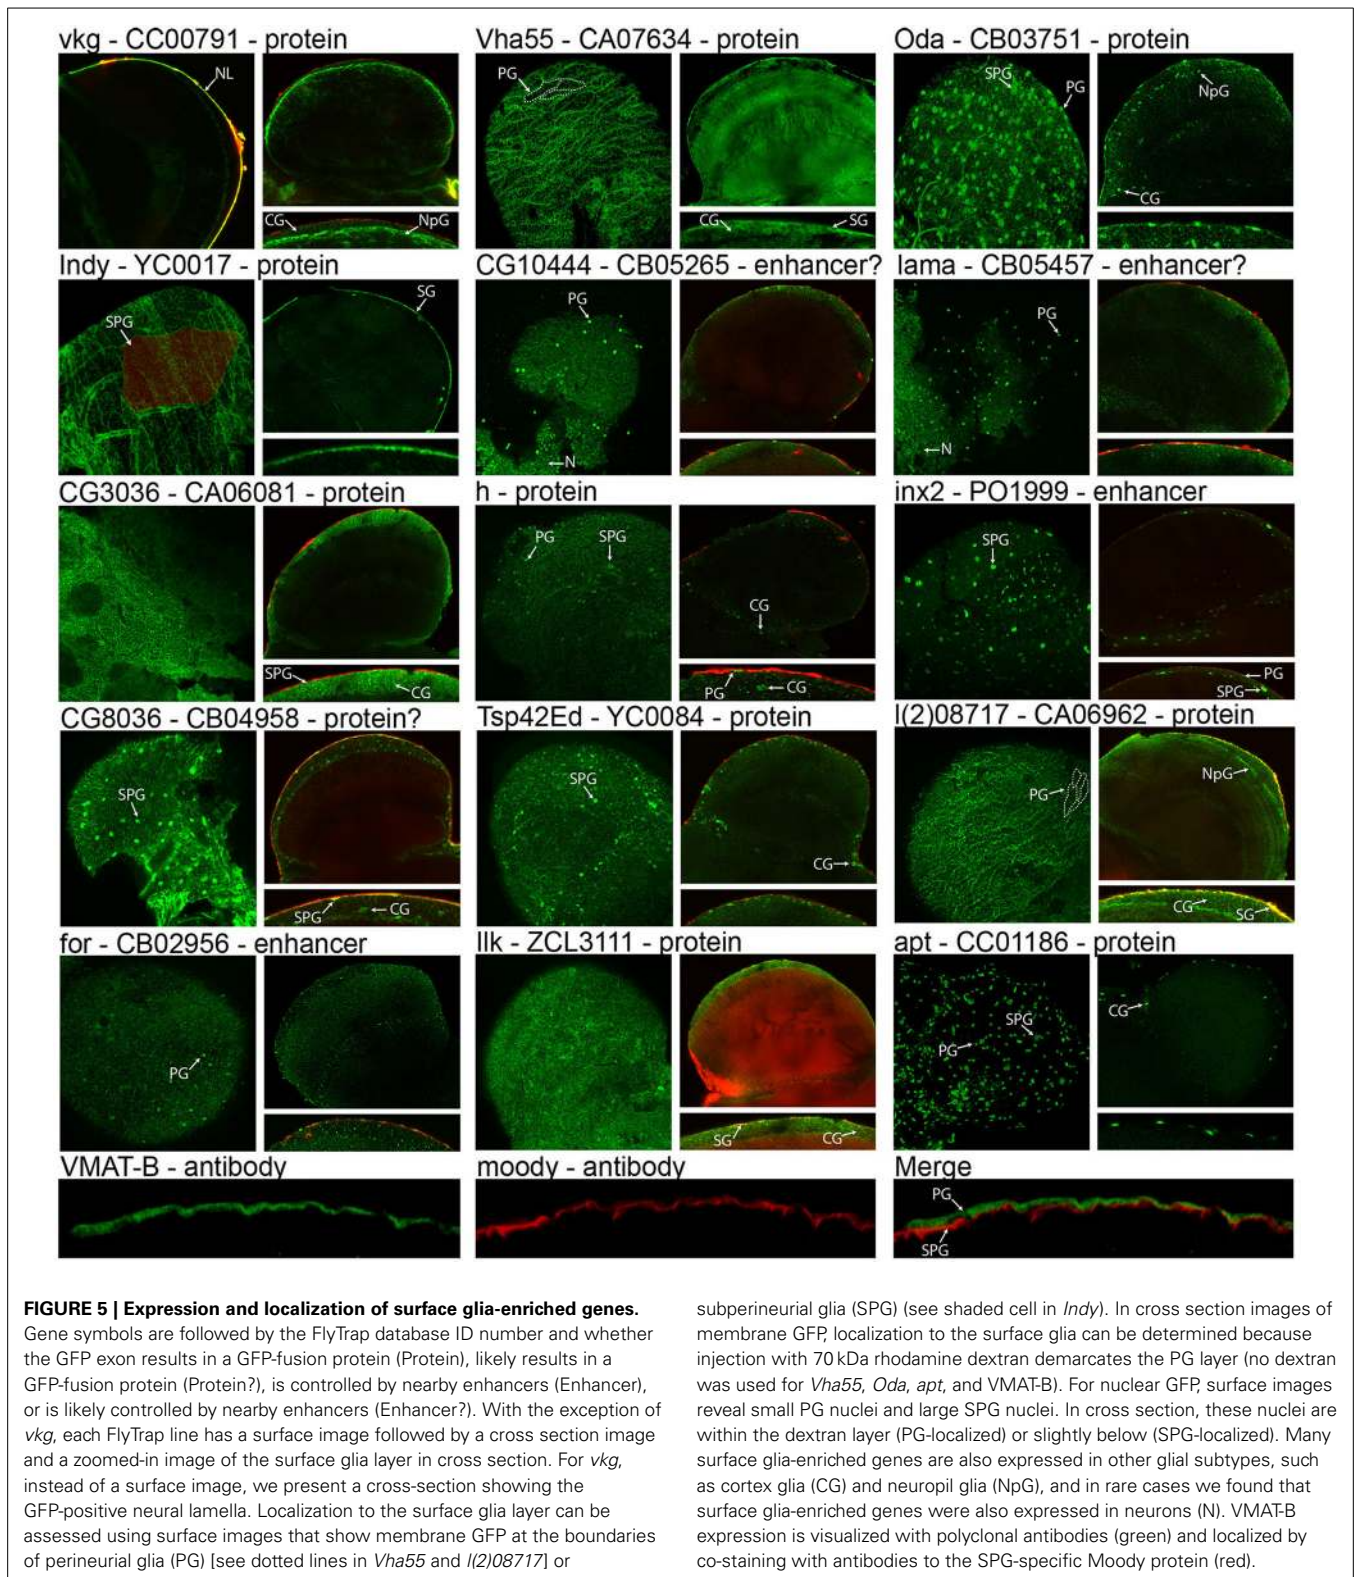 vkg - CC00791 - protein
NL
CG
NpG
Vha55 - CA07634 - protein
PG
CG
SG
Oda - CB03751 - protein
SPG
PG
NpG
CG
Indy - YC0017 - protein
SPG
SG
CG10444 - CB05265 - enhancer?
PG
N
lama - CB05457 - enhancer?
PG
N
CG3036 - CA06081 - protein
SPG
CG
h - protein
PG
SPG
CG
PG
CG
inx2 - PO1999 - enhancer
SPG
PG
SPG
CG8036 - CB04958 - protein?
SPG
SPG
CG
Tsp42Ed - YC0084 - protein
SPG
CG
l(2)08717 - CA06962 - protein
PG
NpG
CG
SG
for - CB02956 - enhancer
PG
Ilk - ZCL3111 - protein
SG
CG
apt - CC01186 - protein
SPG
PG
CG
VMAT-B - antibody
moody - antibody
Merge
PG
SPG
FIGURE 5 | Expression and localization of surface glia-enriched genes.
Gene symbols are followed by the FlyTrap database ID number and whether
the GFP exon results in a GFP-fusion protein (Protein), likely results in a
GFP-fusion protein (Protein?), is controlled by nearby enhancers (Enhancer),
or is likely controlled by nearby enhancers (Enhancer?). With the exception of
vkg, each FlyTrap line has a surface image followed by a cross section image
and a zoomed-in image of the surface glia layer in cross section. For vkg,
instead of a surface image, we present a cross-section showing the
GFP-positive neural lamella. Localization to the surface glia layer can be
assessed using surface images that show membrane GFP at the boundaries
of perineurial glia (PG) [see dotted lines in Vha55 and l(2)08717] or
subperineurial glia (SPG) (see shaded cell in Indy). In cross section images of
membrane GFP, localization to the surface glia can be determined because
injection with 70 kDa rhodamine dextran demarcates the PG layer (no dextran
was used for Vha55, Oda, apt, and VMAT-B). For nuclear GFP, surface images
reveal small PG nuclei and large SPG nuclei. In cross section, these nuclei are
within the dextran layer (PG-localized) or slightly below (SPG-localized). Many
surface glia-enriched genes are also expressed in other glial subtypes, such
as cortex glia (CG) and neuropil glia (NpG), and in rare cases we found that
surface glia-enriched genes were also expressed in neurons (N). VMAT-B
expression is visualized with polyclonal antibodies (green) and localized by
co-staining with antibodies to the SPG-specific Moody protein (red).